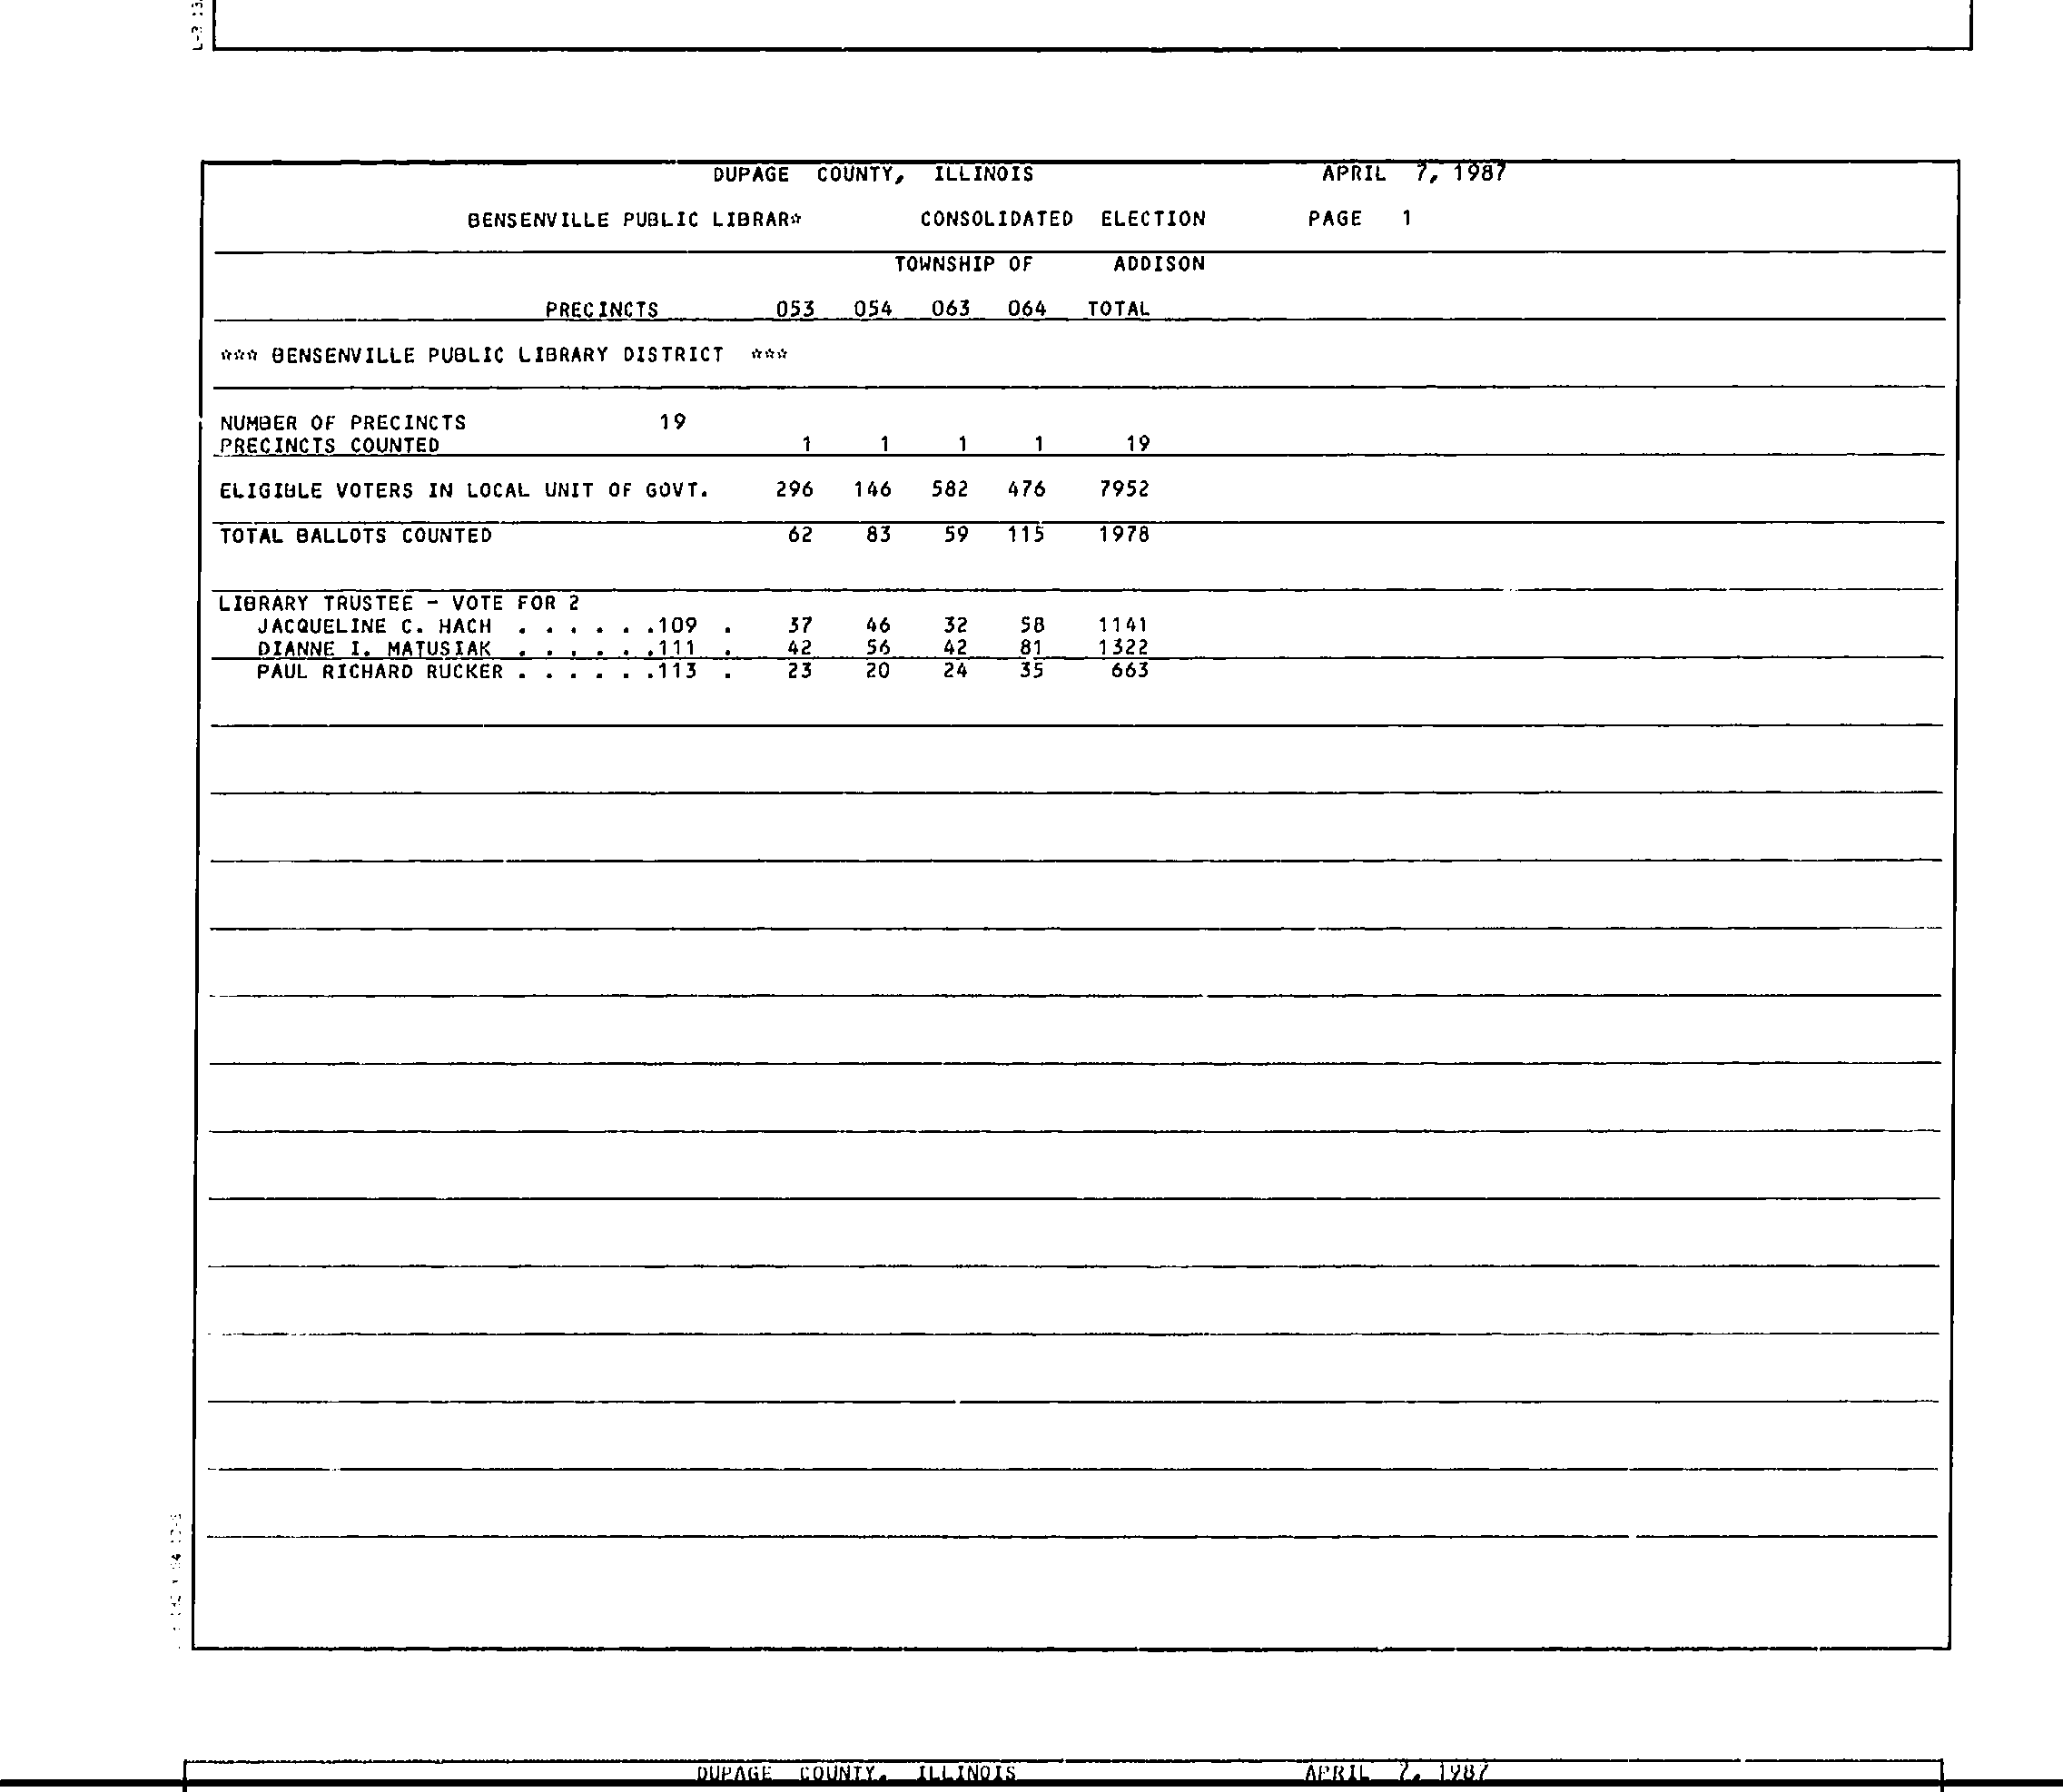 DUPAGE COUNTY, ILLINOIS APRIL 7, 1987
BENSENVILLE PUBLIC LIBRAR* CONSOLIDATED ELECTION PAGE 1
TOWNSHIP OF ADDISON
PRECINCTS 053 054 063 064 TOTAL
*** BENSENVILLE PUBLIC LIBRARY DISTRICT ***
NUMBER OF PRECINCTS 19
PRECINCTS COUNTED 1 1 1 1 19
ELIGIBLE VOTERS IN LOCAL UNIT OF GOVT. 296 146 582 476 7952
TOTAL BALLOTS COUNTED 62 83 59 115 1978
LIBRARY TRUSTEE - VOTE FOR 2
JACQUELINE C. HACH . . . . . .109 . 37 46 32 58 1141
DIANNE I. MATUSIAK . . . . . .111 . 42 56 42 81 1322
PAUL RICHARD RUCKER . . . . . .113 . 23 20 24 35 663
DUPAGE COUNTY, ILLINOIS APRIL 7, 1987